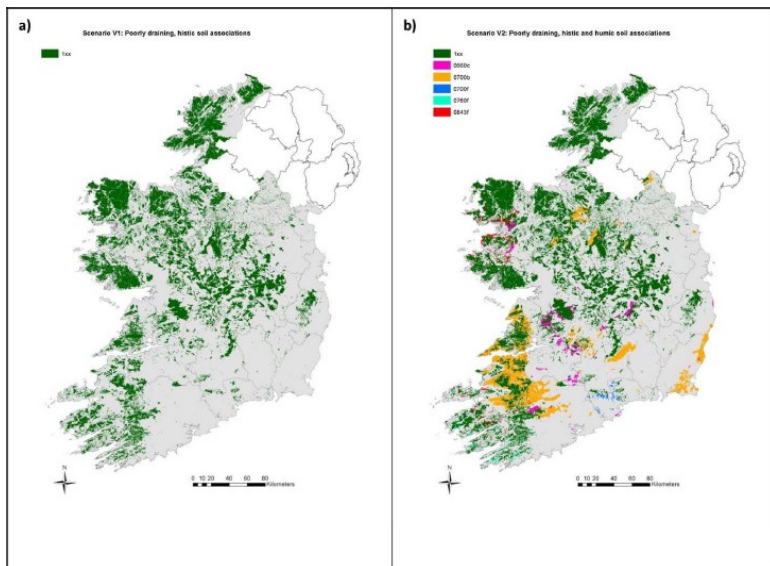 a)
Scenario V1: Poorly draining, histic soil associations
1xx
N
0 10 20 40 60 80
Kilometers
b)
Scenario V2: Poorly draining, histic and humic soil associations
1xx
0660c
0700b
0700f
0760f
0843f
N
0 10 20 40 60 80
Kilometers